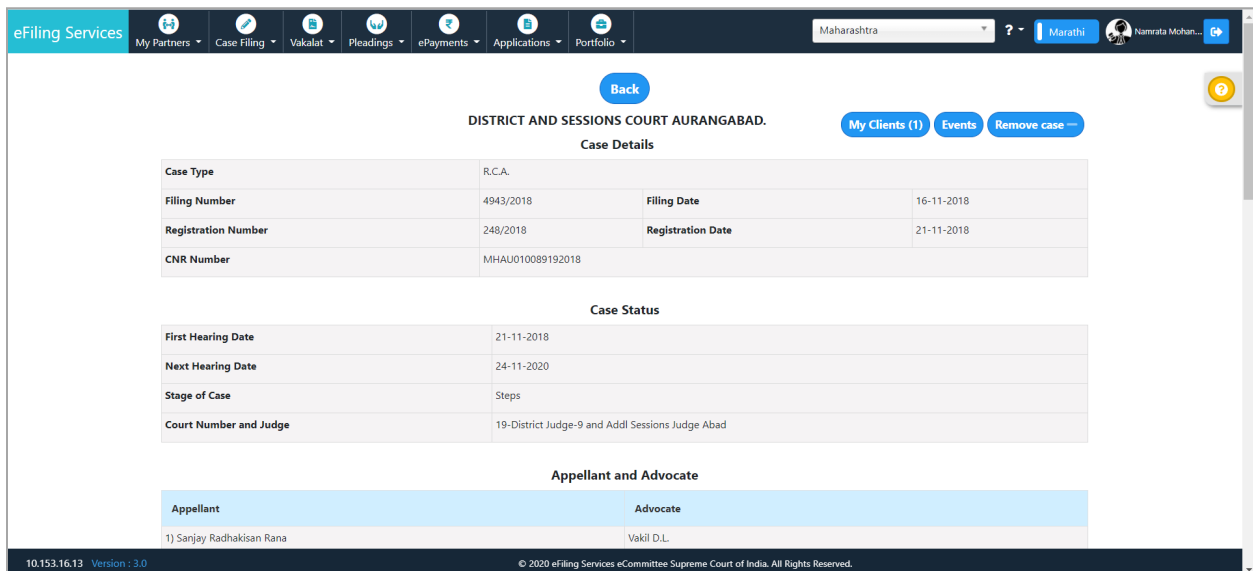 eFiling Services
My Partners Case Filing Vakalat Pleadings ePayments Applications Portfolio
Maharashtra ? Marathi Namrata Mohan...
Back
DISTRICT AND SESSIONS COURT AURANGABAD.
My Clients (1) Events Remove case
Case Details
Case Type R.C.A.
Filing Number 4943/2018 Filing Date 16-11-2018
Registration Number 248/2018 Registration Date 21-11-2018
CNR Number MHAU010089192018
Case Status
First Hearing Date 21-11-2018
Next Hearing Date 24-11-2020
Stage of Case Steps
Court Number and Judge 19-District Judge-9 and Addl Sessions Judge Abad
Appellant and Advocate
Appellant Advocate
1) Sanjay Radhakisan Rana Vakil D.L.
10.153.16.13 Version : 3.0 © 2020 eFiling Services eCommittee Supreme Court of India. All Rights Reserved.